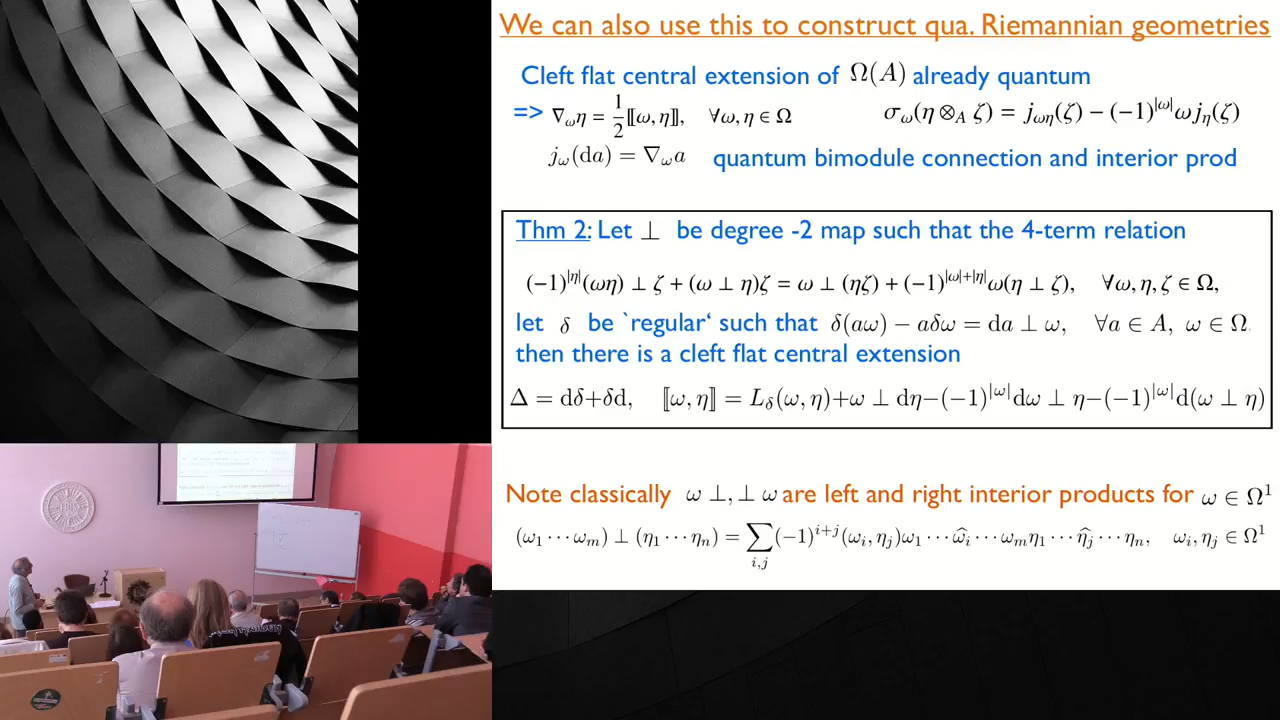 We can also use this to construct qua. Riemannian geometries
Cleft flat central extension of Ω(A) already quantum
=> ∇_ω η = 1/2 ⟦ω, η⟧, ∀ω, η ∈ Ω σ_ω(η ⊗_A ζ) = j_{ωη}(ζ) − (−1)^{|ω|} ω j_η(ζ)
j_ω(da) = ∇_ω a quantum bimodule connection and interior prod
Thm 2: Let ⊥ be degree -2 map such that the 4-term relation
(−1)^{|η|}(ωη) ⊥ ζ + (ω ⊥ η)ζ = ω ⊥ (ηζ) + (−1)^{|ω|+|η|} ω(η ⊥ ζ), ∀ω, η, ζ ∈ Ω,
let δ be `regular‘ such that δ(aω) − aδω = da ⊥ ω, ∀a ∈ A, ω ∈ Ω.
then there is a cleft flat central extension
Δ = dδ+δd, ⟦ω, η⟧ = L_δ(ω, η)+ω ⊥ dη−(−1)^{|ω|}dω ⊥ η−(−1)^{|ω|}d(ω ⊥ η)
Note classically ω ⊥, ⊥ ω are left and right interior products for ω ∈ Ω^1
(ω_1 ··· ω_m) ⊥ (η_1 ··· η_n) = ∑_{i,j} (−1)^{i+j}(ω_i, η_j)ω_1 ··· \hat{ω_i} ··· ω_m η_1 ··· \hat{η_j} ··· η_n, ω_i, η_j ∈ Ω^1